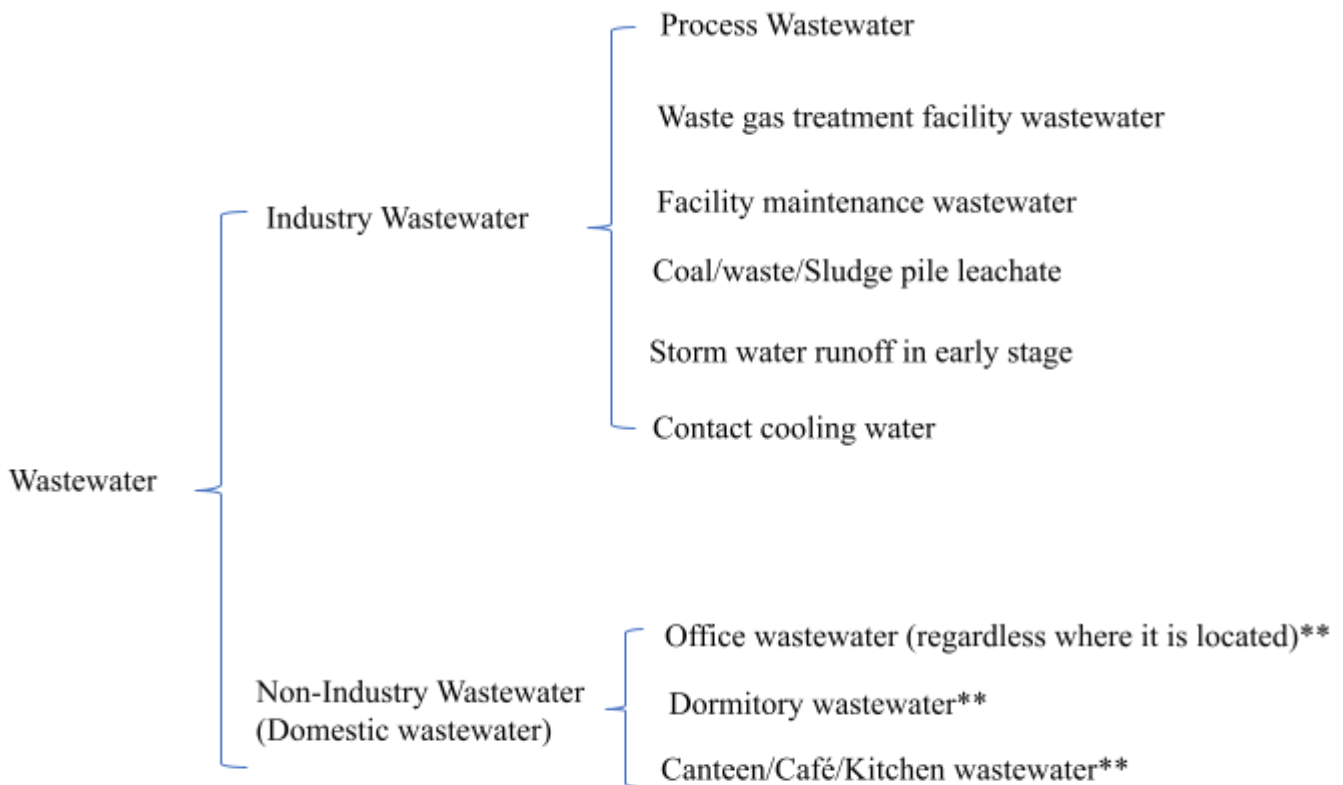 Process Wastewater
Waste gas treatment facility wastewater
Facility maintenance wastewater
Industry Wastewater
Coal/waste/Sludge pile leachate
Storm water runoff in early stage
Contact cooling water
Wastewater
Office wastewater (regardless where it is located)**
Non-Industry Wastewater
(Domestic wastewater)
Dormitory wastewater**
Canteen/Café/Kitchen wastewater**